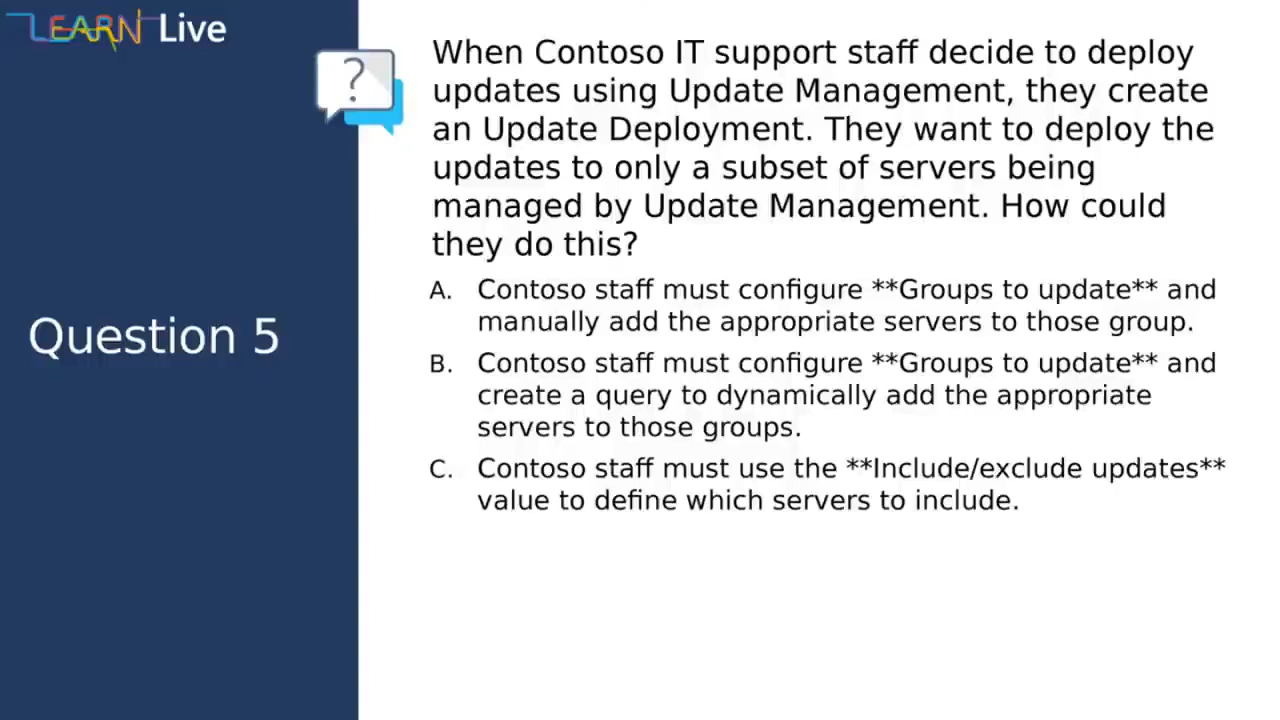 LEARN Live
?
When Contoso IT support staff decide to deploy
updates using Update Management, they create
an Update Deployment. They want to deploy the
updates to only a subset of servers being
managed by Update Management. How could
they do this?
A. Contoso staff must configure **Groups to update** and
manually add the appropriate servers to those group.
Question 5
B. Contoso staff must configure **Groups to update** and
create a query to dynamically add the appropriate
servers to those groups.
C. Contoso staff must use the **Include/exclude updates**
value to define which servers to include.